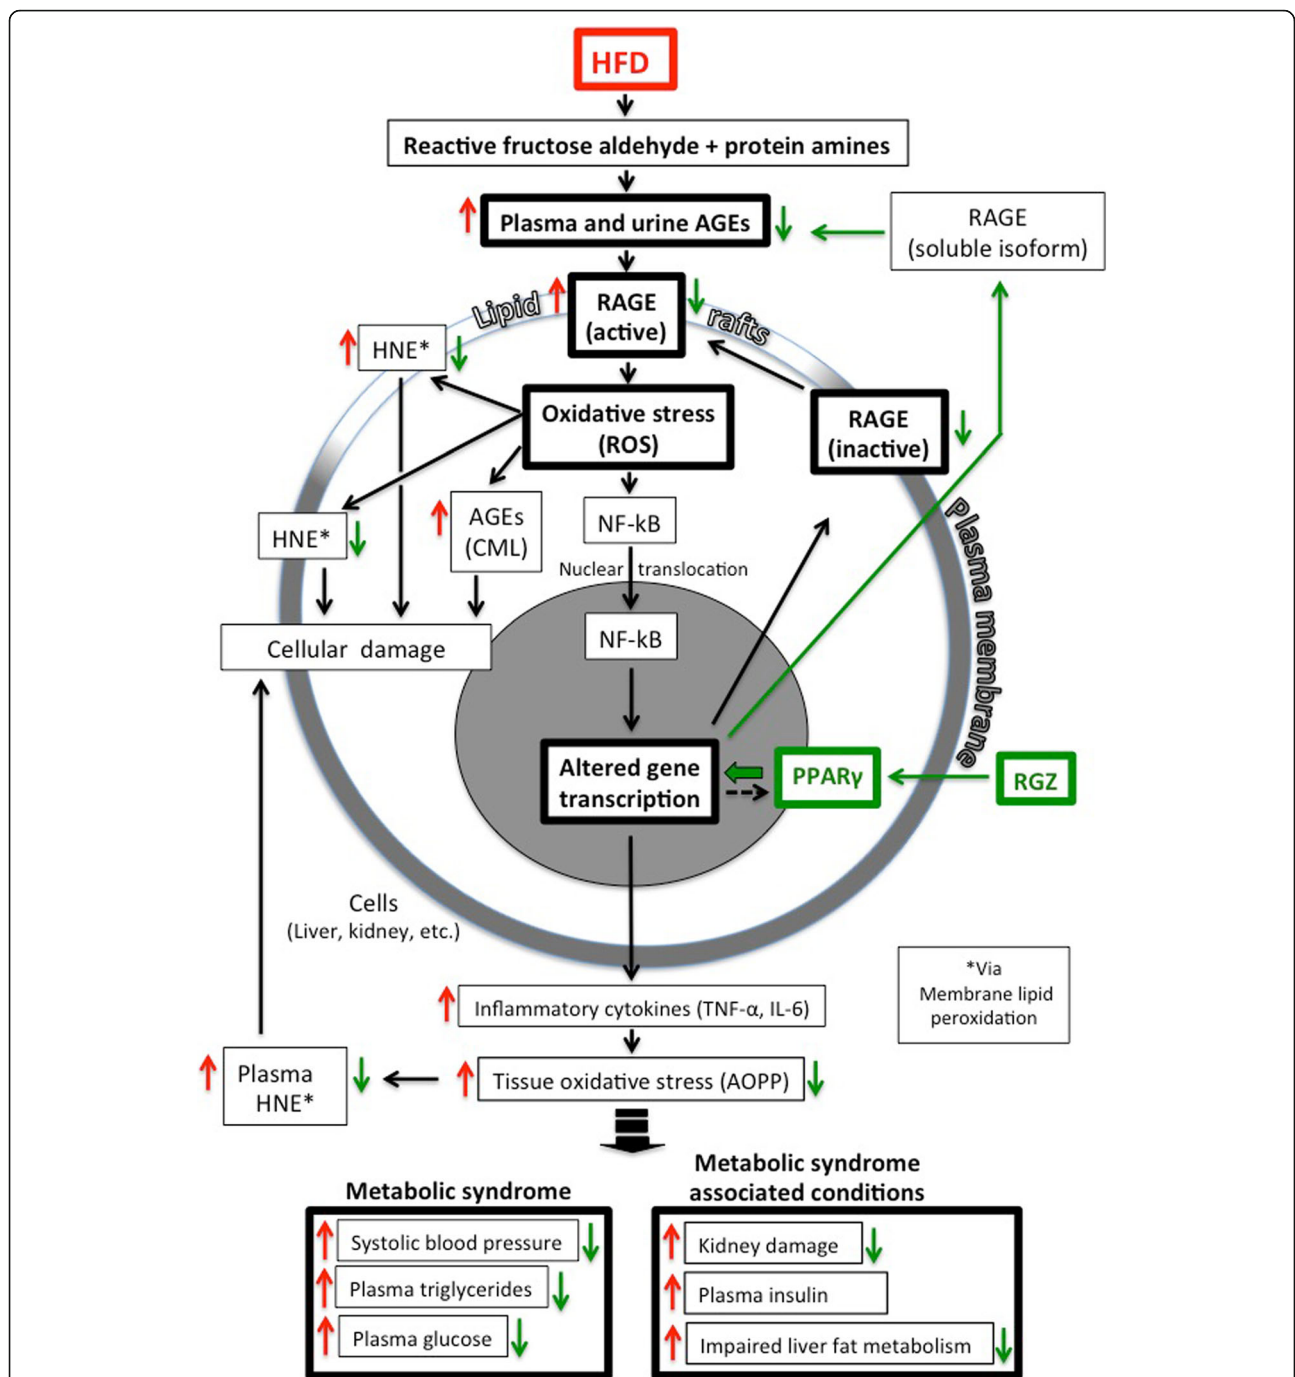 HFD
Reactive fructose aldehyde + protein amines
Plasma and urine AGEs
RAGE
(soluble isoform)
Lipid
RAGE
(active)
rafts
HNE*
Oxidative stress
(ROS)
RAGE
(inactive)
HNE*
AGEs
(CML)
NF-kB
Plasma membrane
Nuclear translocation
NF-kB
Cellular damage
Altered gene
transcription
PPARγ
RGZ
Cells
(Liver, kidney, etc.)
*Via
Membrane lipid
peroxidation
Inflammatory cytokines (TNF-α, IL-6)
Plasma
HNE*
Tissue oxidative stress (AOPP)
Metabolic syndrome
Systolic blood pressure
Plasma triglycerides
Plasma glucose
Metabolic syndrome
associated conditions
Kidney damage
Plasma insulin
Impaired liver fat metabolism